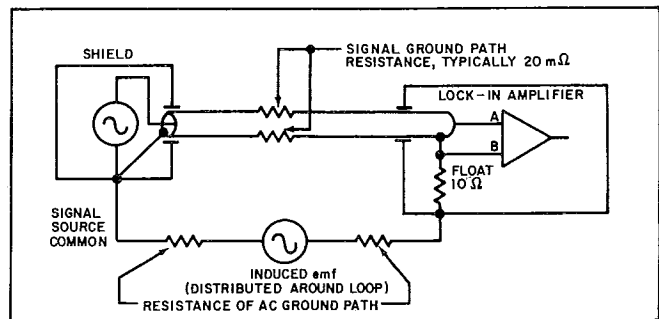 SHIELD
SIGNAL GROUND PATH
RESISTANCE, TYPICALLY 20 mΩ
LOCK-IN AMPLIFIER
A
B
FLOAT
10 Ω
SIGNAL
SOURCE
COMMON
INDUCED emf
(DISTRIBUTED AROUND LOOP)
RESISTANCE OF AC GROUND PATH